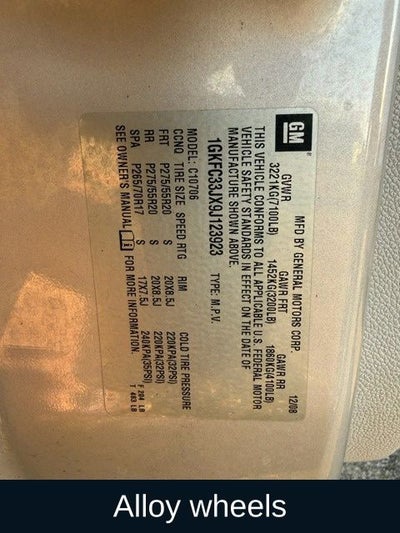 GM
MFD BY GENERAL MOTORS CORP
12/08
GVWR GAWR FRT GAWR RR
3221KG(7100LB) 1452KG(3200LB) 1860KG(4100LB)
THIS VEHICLE CONFORMS TO ALL APPLICABLE U.S. FEDERAL MOTOR
VEHICLE SAFETY STANDARDS IN EFFECT ON THE DATE OF
MANUFACTURE SHOWN ABOVE.
1GKFC33JX9J123923 TYPE: M.P.V.
MODEL: C10706
CCNQ TIRE SIZE SPEED RTG RIM COLD TIRE PRESSURE
FRT P275/55R20 S 20X8.5J 220KPA(32PSI)
RR P275/55R20 S 20X8.5J 220KPA(32PSI)
SPA P265/70R17 S 17X7.5J 240KPA(35PSI)
SEE OWNER'S MANUAL FOR MORE INFORMATION.
Alloy wheels